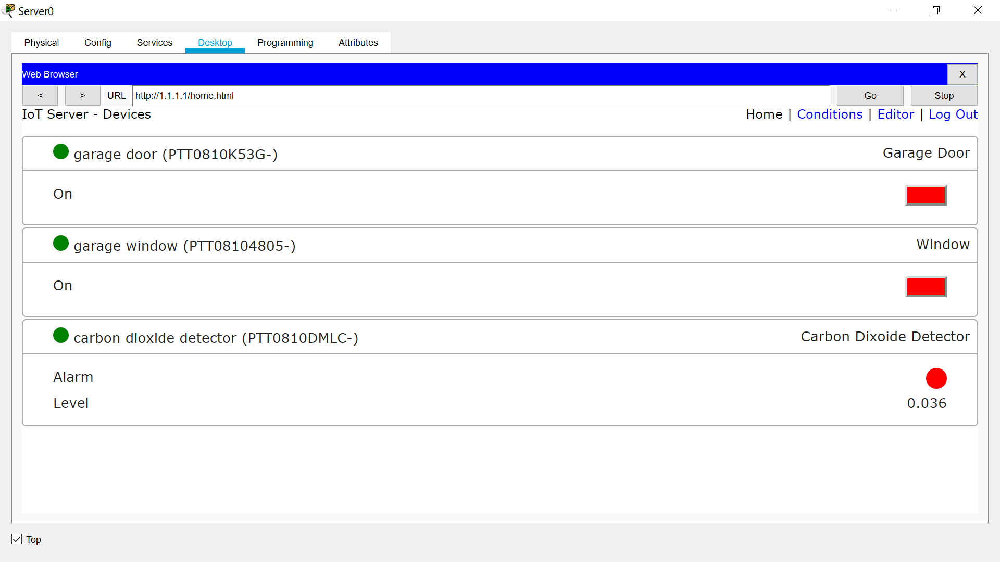 Server0
Physical Config Services Desktop Programming Attributes
Web Browser X
< > URL http://1.1.1.1/home.html Go Stop
IoT Server - Devices Home | Conditions | Editor | Log Out
garage door (PTT0810K53G-) Garage Door
On
garage window (PTT08104805-) Window
On
carbon dioxide detector (PTT0810DMLC-) Carbon Dixoide Detector
Alarm
Level 0.036
Top